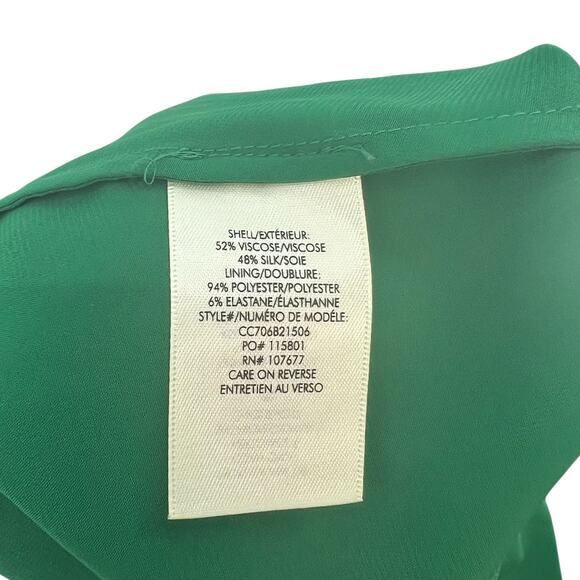 SHELL/EXTÉRIEUR:
52% VISCOSE/VISCOSE
48% SILK/SOIE
LINING/DOUBLURE:
94% POLYESTER/POLYESTER
6% ELASTANE/ÉLASTHANNE
STYLE#/NUMÉRO DE MODÉLE:
CC706B21506
PO# 115801
RN# 107677
CARE ON REVERSE
ENTRETIEN AU VERSO